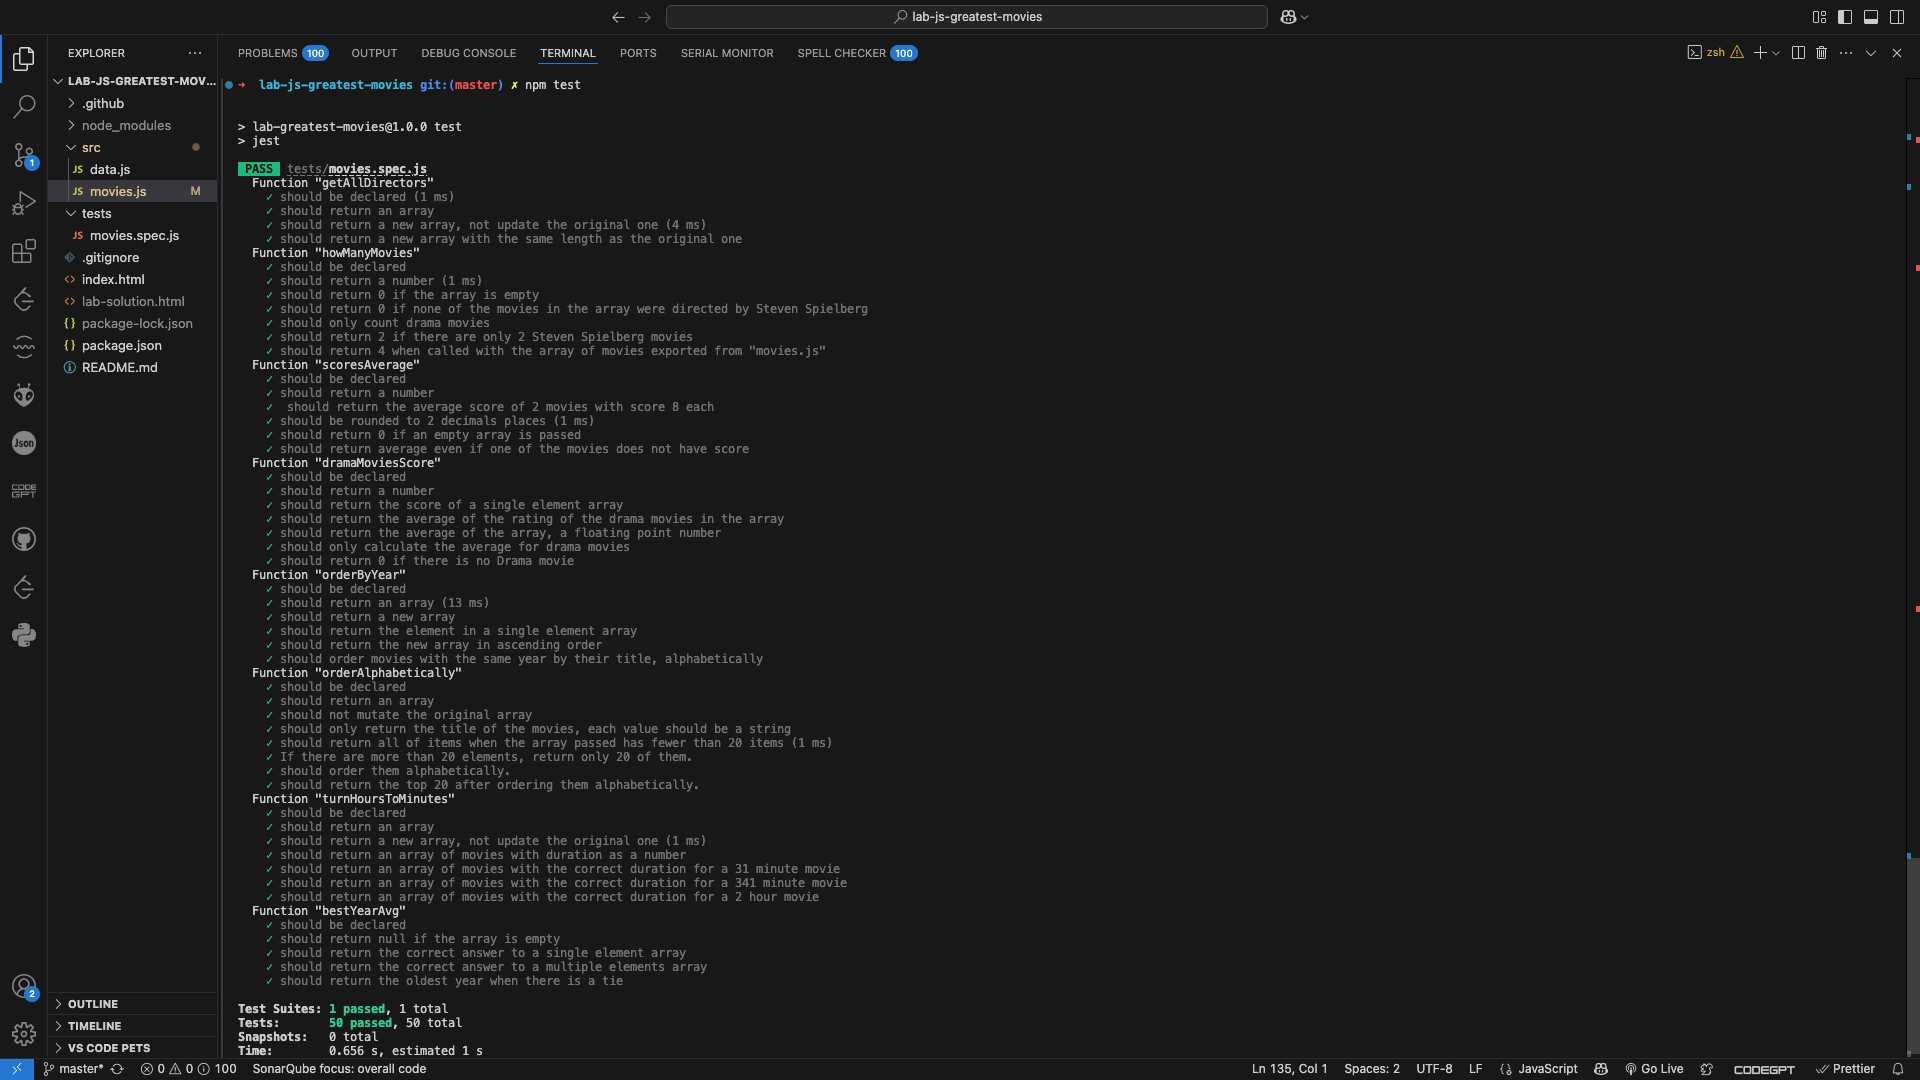 lab-js-greatest-movies
EXPLORER
LAB-JS-GREATEST-MOV...
.github
node_modules
src
JS data.js
JS movies.js M
tests
JS movies.spec.js
.gitignore
<> index.html
<> lab-solution.html
{} package-lock.json
{} package.json
README.md
OUTLINE
TIMELINE
VS CODE PETS
1
Json
CODE
GPT
2
PROBLEMS 100 OUTPUT DEBUG CONSOLE TERMINAL PORTS SERIAL MONITOR SPELL CHECKER 100
zsh
➜ lab-js-greatest-movies git:(master) ✗ npm test
> lab-greatest-movies@1.0.0 test
> jest
PASS tests/movies.spec.js
Function "getAllDirectors"
✓ should be declared (1 ms)
✓ should return an array
✓ should return a new array, not update the original one (4 ms)
✓ should return a new array with the same length as the original one
Function "howManyMovies"
✓ should be declared
✓ should return a number (1 ms)
✓ should return 0 if the array is empty
✓ should return 0 if none of the movies in the array were directed by Steven Spielberg
✓ should only count drama movies
✓ should return 2 if there are only 2 Steven Spielberg movies
✓ should return 4 when called with the array of movies exported from "movies.js"
Function "scoresAverage"
✓ should be declared
✓ should return a number
✓ should return the average score of 2 movies with score 8 each
✓ should be rounded to 2 decimals places (1 ms)
✓ should return 0 if an empty array is passed
✓ should return average even if one of the movies does not have score
Function "dramaMoviesScore"
✓ should be declared
✓ should return a number
✓ should return the score of a single element array
✓ should return the average of the rating of the drama movies in the array
✓ should return the average of the array, a floating point number
✓ should only calculate the average for drama movies
✓ should return 0 if there is no Drama movie
Function "orderByYear"
✓ should be declared
✓ should return an array (13 ms)
✓ should return a new array
✓ should return the element in a single element array
✓ should return the new array in ascending order
✓ should order movies with the same year by their title, alphabetically
Function "orderAlphabetically"
✓ should be declared
✓ should return an array
✓ should not mutate the original array
✓ should only return the title of the movies, each value should be a string
✓ should return all of items when the array passed has fewer than 20 items (1 ms)
✓ If there are more than 20 elements, return only 20 of them.
✓ should order them alphabetically.
✓ should return the top 20 after ordering them alphabetically.
Function "turnHoursToMinutes"
✓ should be declared
✓ should return an array
✓ should return a new array, not update the original one (1 ms)
✓ should return an array of movies with duration as a number
✓ should return an array of movies with the correct duration for a 31 minute movie
✓ should return an array of movies with the correct duration for a 341 minute movie
✓ should return an array of movies with the correct duration for a 2 hour movie
Function "bestYearAvg"
✓ should be declared
✓ should return null if the array is empty
✓ should return the correct answer to a single element array
✓ should return the correct answer to a multiple elements array
✓ should return the oldest year when there is a tie
Test Suites: 1 passed, 1 total
Tests: 50 passed, 50 total
Snapshots: 0 total
Time: 0.656 s, estimated 1 s
master* 0 0 100 SonarQube focus: overall code Ln 135, Col 1 Spaces: 2 UTF-8 LF {} JavaScript Go Live CODEGPT Prettier